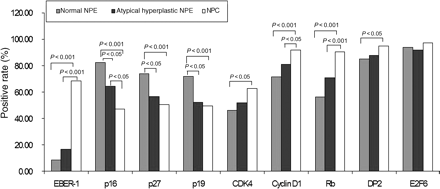 Normal NPE Atypical hyperplastic NPE NPC
120.00
100.00
80.00
60.00
40.00
20.00
0.00
Positive rate (%)
P < 0.001
P < 0.001
P < 0.001
P < 0.05
P < 0.05
P < 0.001
P < 0.05
P < 0.001
P < 0.05
P < 0.05
P < 0.001
P < 0.05
P < 0.001
P < 0.05
P < 0.05
EBER-1 p16 p27 p19 CDK4 Cyclin D1 Rb DP2 E2F6